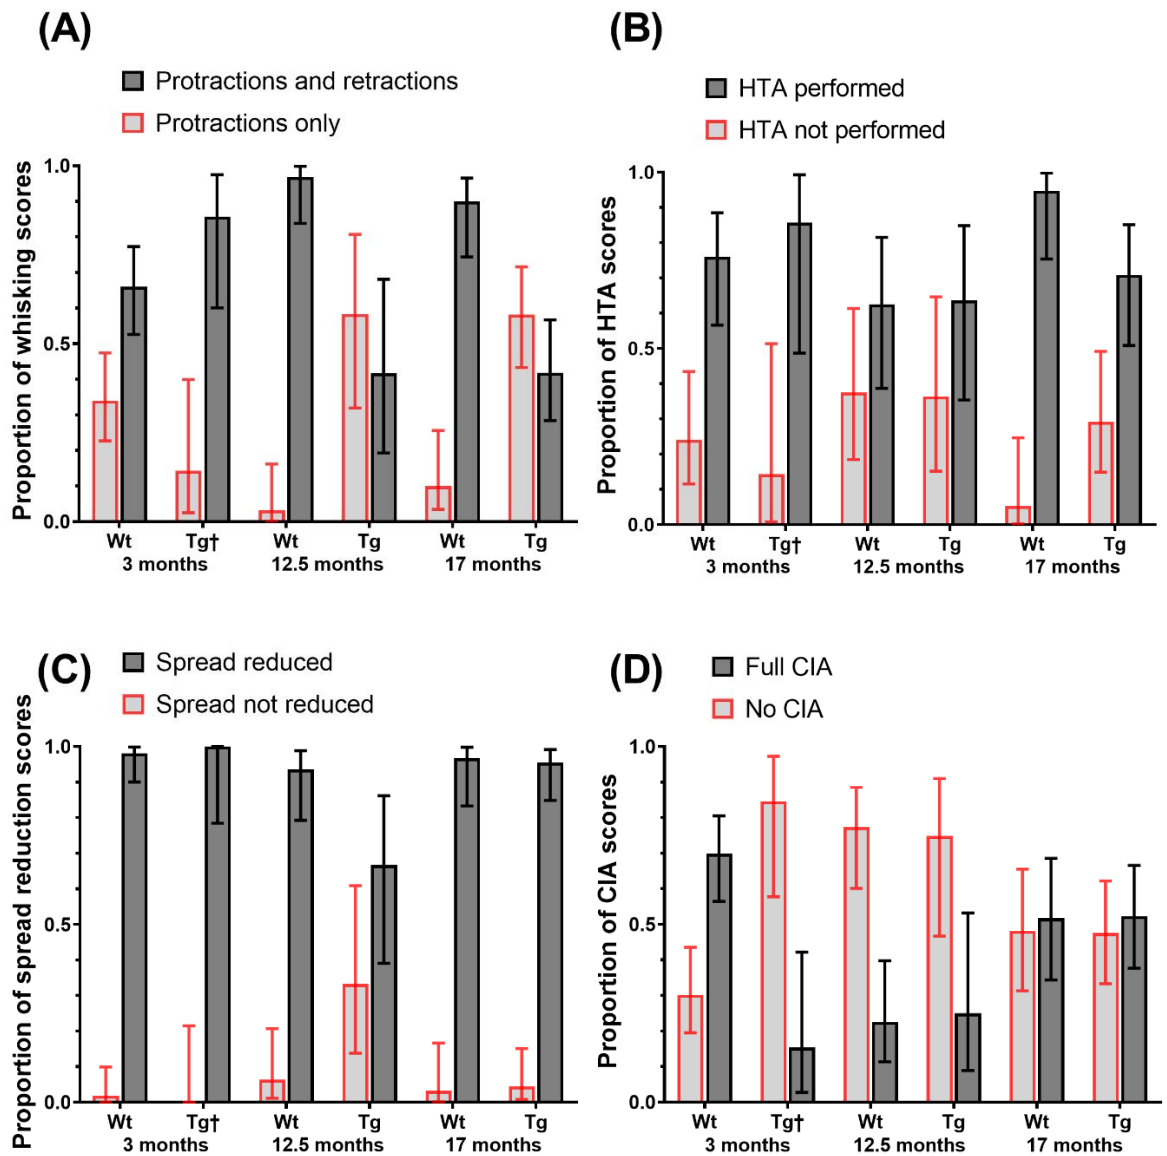 (A)
Protractions and retractions
Protractions only
Proportion of whisking scores
1.0
0.5
0.0
Wt Tg† Wt Tg Wt Tg
3 months 12.5 months 17 months
(B)
HTA performed
HTA not performed
Proportion of HTA scores
1.0
0.5
0.0
Wt Tg† Wt Tg Wt Tg
3 months 12.5 months 17 months
(C)
Spread reduced
Spread not reduced
Proportion of spread reduction scores
1.0
0.5
0.0
Wt Tg† Wt Tg Wt Tg
3 months 12.5 months 17 months
(D)
Full CIA
No CIA
Proportion of CIA scores
1.0
0.5
0.0
Wt Tg† Wt Tg Wt Tg
3 months 12.5 months 17 months